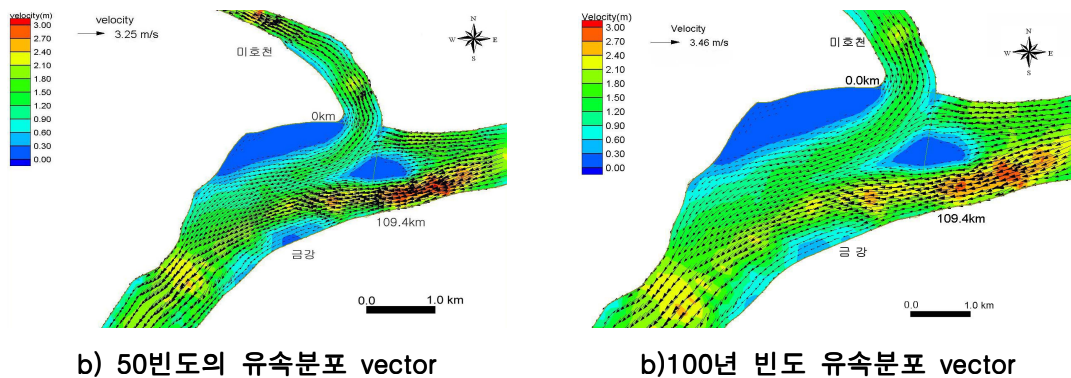 velocity(m)
3.00
2.70
2.40
2.10
1.80
1.50
1.20
0.90
0.60
0.30
0.00
velocity
3.25 m/s
N
W E
S
미호천
0km
109.4km
금강
0.0 1.0 km
b) 50빈도의 유속분포 vector
Velocity(m)
3.00
2.70
2.40
2.10
1.80
1.50
1.20
0.90
0.60
0.30
0.00
Velocity
3.46 m/s
N
W E
S
미호천
0.0km
109.4km
금 강
0.0 1.0 km
b)100년 빈도 유속분포 vector